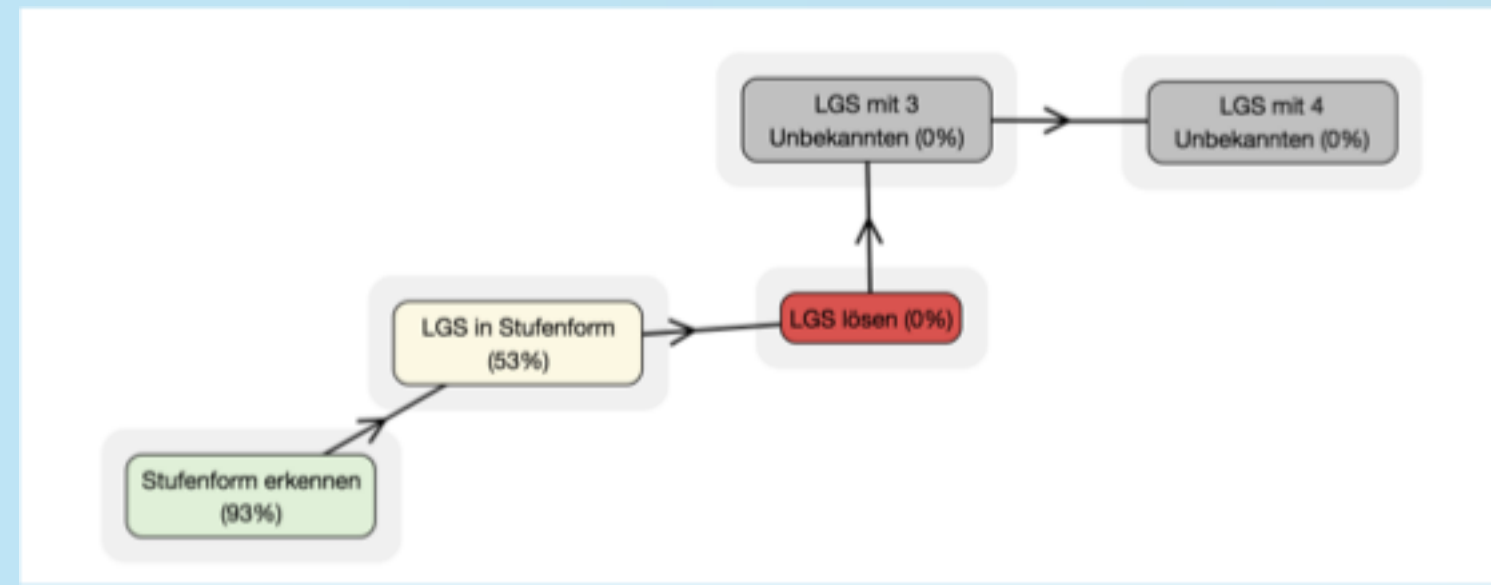 LGS mit 3
Unbekannten (0%)
LGS mit 4
Unbekannten (0%)
LGS in Stufenform
(53%)
LGS lösen (0%)
Stufenform erkennen
(93%)